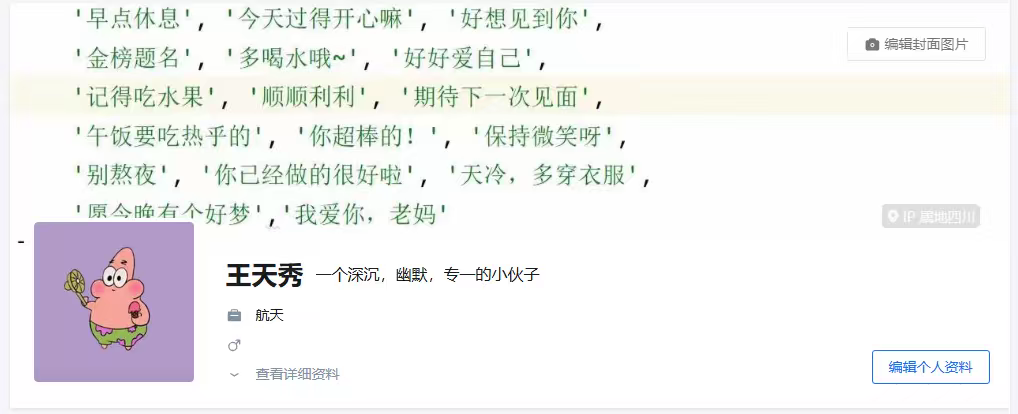 '早点休息', '今天过得开心嘛', '好想见到你',
编辑封面图片
'金榜题名', '多喝水哦~', '好好爱自己',
'记得吃水果', '顺顺利利', '期待下一次见面',
'午饭要吃热乎的', '你超棒的！', '保持微笑呀',
'别熬夜', '你已经做的很好啦', '天冷，多穿衣服',
'愿今晚有个好梦','我爱你，老妈'
IP 属地四川
王天秀 一个深沉，幽默，专一的小伙子
航天
查看详细资料
编辑个人资料